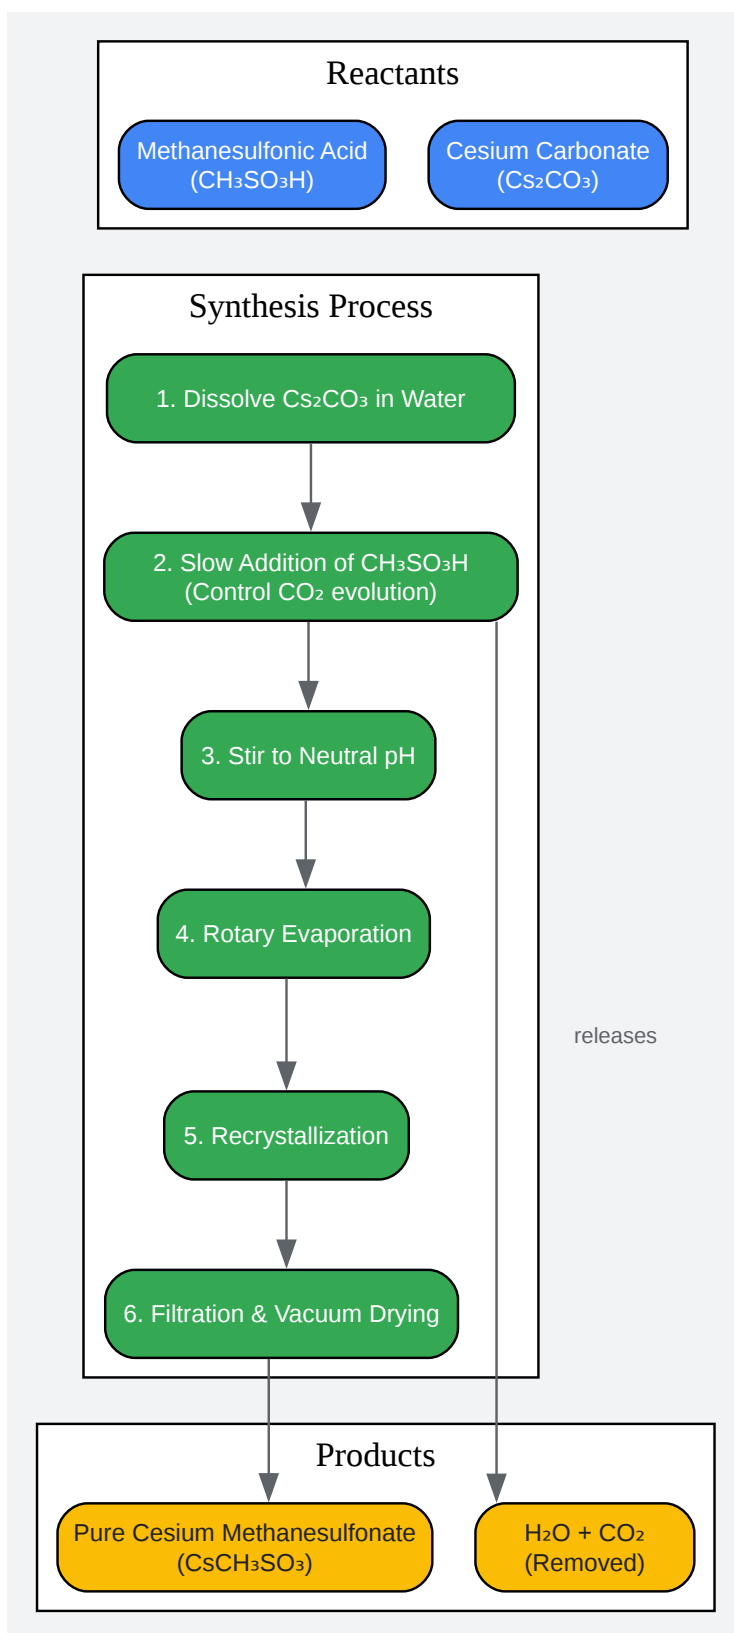 Reactants
Methanesulfonic Acid
(CH₃SO₃H)
Cesium Carbonate
(Cs₂CO₃)
Synthesis Process
1. Dissolve Cs₂CO₃ in Water
2. Slow Addition of CH₃SO₃H
(Control CO₂ evolution)
3. Stir to Neutral pH
4. Rotary Evaporation
releases
5. Recrystallization
6. Filtration & Vacuum Drying
Products
Pure Cesium Methanesulfonate
(CsCH₃SO₃)
H₂O + CO₂
(Removed)